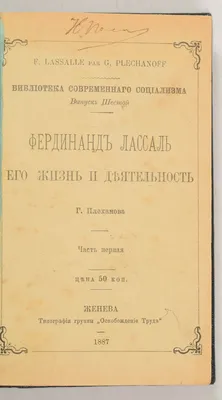 F. LASSALLE PAR G. PLECHANOFF
БИБЛІОТЕКА СОВРЕМЕННАГО СОЦІАЛИЗМА
Выпускъ Шестой
ФЕРДИНАНДЪ ЛАССАЛЬ
ЕГО ЖИЗНЬ И ДѢЯТЕЛЬНОСТЬ
Г. Плеханова
Часть первая
ЦѢНА 50 КОП.
ЖЕНЕВА
Типографія группы „Освобожденіе Труда“
1887